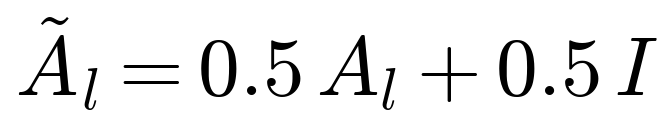 Ã_l = 0.5 A_l + 0.5 I